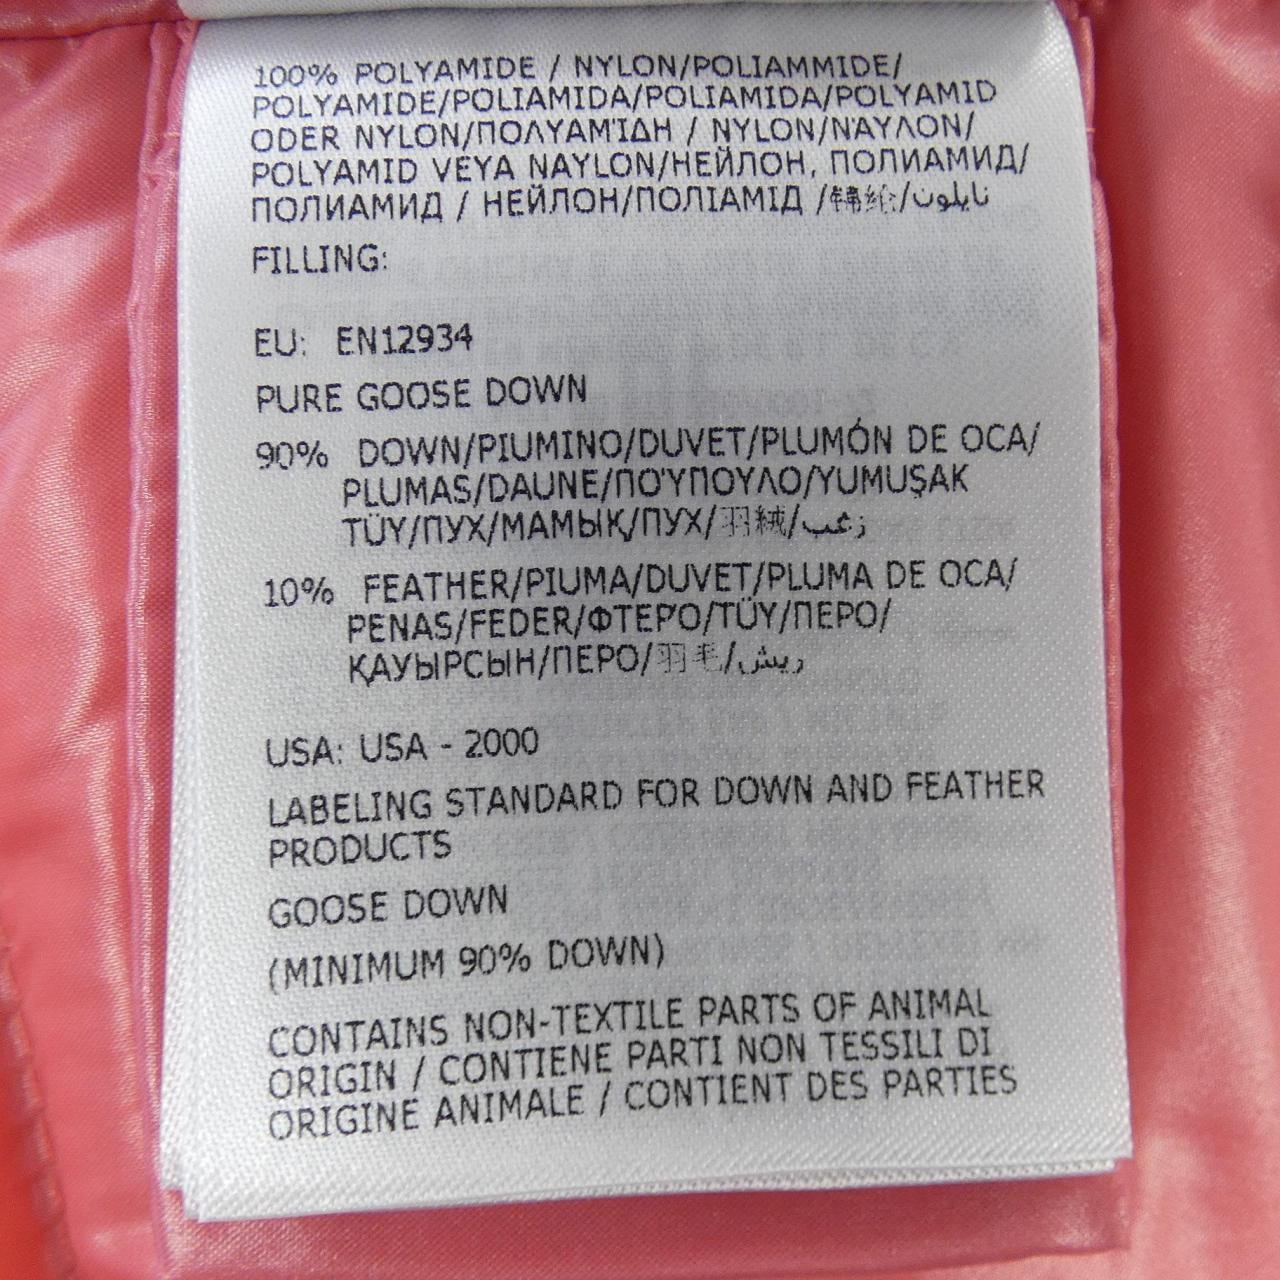 100% POLYAMIDE / NYLON/POLIAMMIDE/
POLYAMIDE/POLIAMIDA/POLIAMIDA/POLYAMID
ODER NYLON/ΠΟΛΥΑΜΊΔΗ / NYLON/ΝΆΥΛΟΝ/
POLYAMID VEYA NAYLON/НЕЙЛОН, ПОЛИАМИД/
ПОЛИАМИД / НЕЙЛОН/ПОЛІАМІД /锦纶/نايلون
FILLING:
EU: EN12934
PURE GOOSE DOWN
90% DOWN/PIUMINO/DUVET/PLUMÓN DE OCA/
PLUMAS/DAUNE/ΠΟΎΠΟΥΛΟ/YUMUŞAK
TÜY/ПУХ/МАМЫҚ/ПУХ/羽絨/زغب
10% FEATHER/PIUMA/DUVET/PLUMA DE OCA/
PENAS/FEDER/ΦΤΕΡΌ/TÜY/ПЕРО/
ҚАУЫРСЫН/ПЕРО/羽毛/ريش
USA: USA - 2000
LABELING STANDARD FOR DOWN AND FEATHER
PRODUCTS
GOOSE DOWN
(MINIMUM 90% DOWN)
CONTAINS NON-TEXTILE PARTS OF ANIMAL
ORIGIN / CONTIENE PARTI NON TESSILI DI
ORIGINE ANIMALE / CONTIENT DES PARTIES